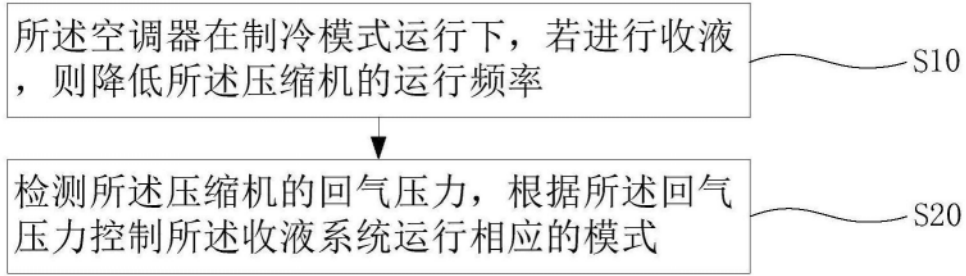 所述空调器在制冷模式运行下，若进行收液
，则降低所述压缩机的运行频率
S10
检测所述压缩机的回气压力，根据所述回气
压力控制所述收液系统运行相应的模式
S20